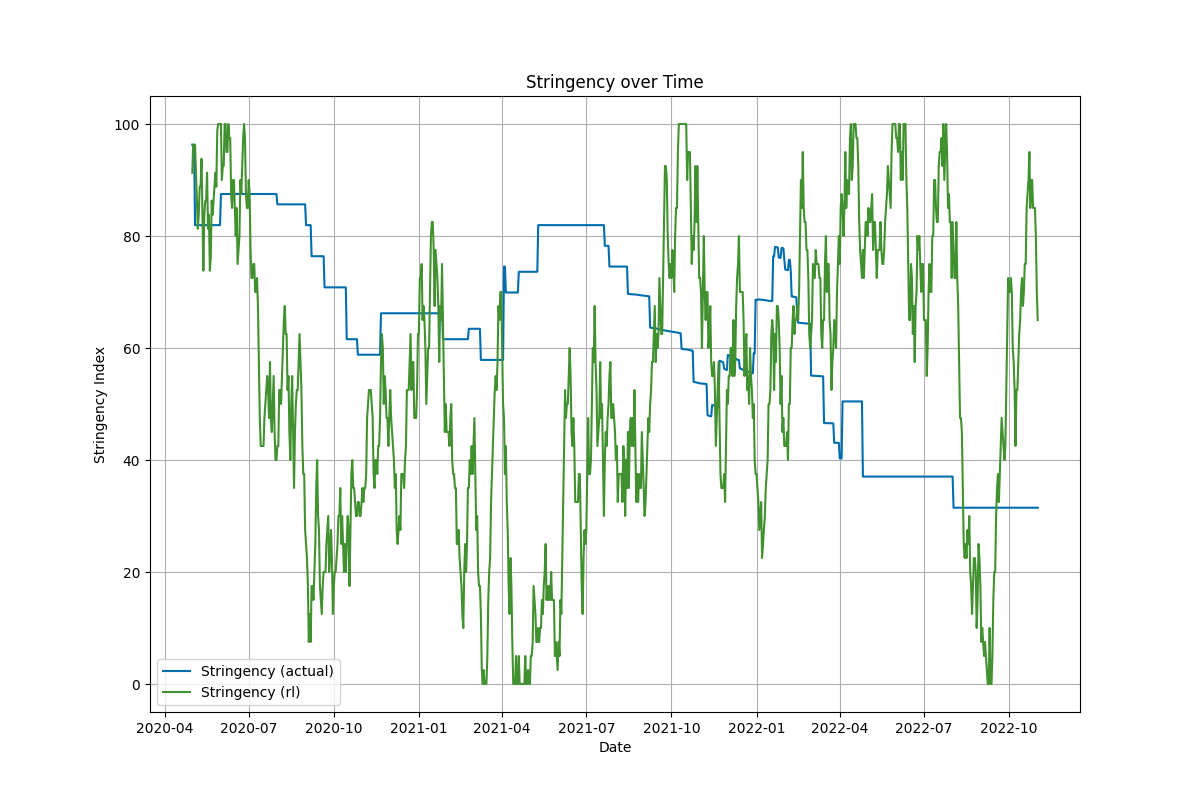 Stringency over Time
100
80
60
40
20
0
Stringency Index
Stringency (actual)
Stringency (rl)
2020-04 2020-07 2020-10 2021-01 2021-04 2021-07 2021-10 2022-01 2022-04 2022-07 2022-10
Date